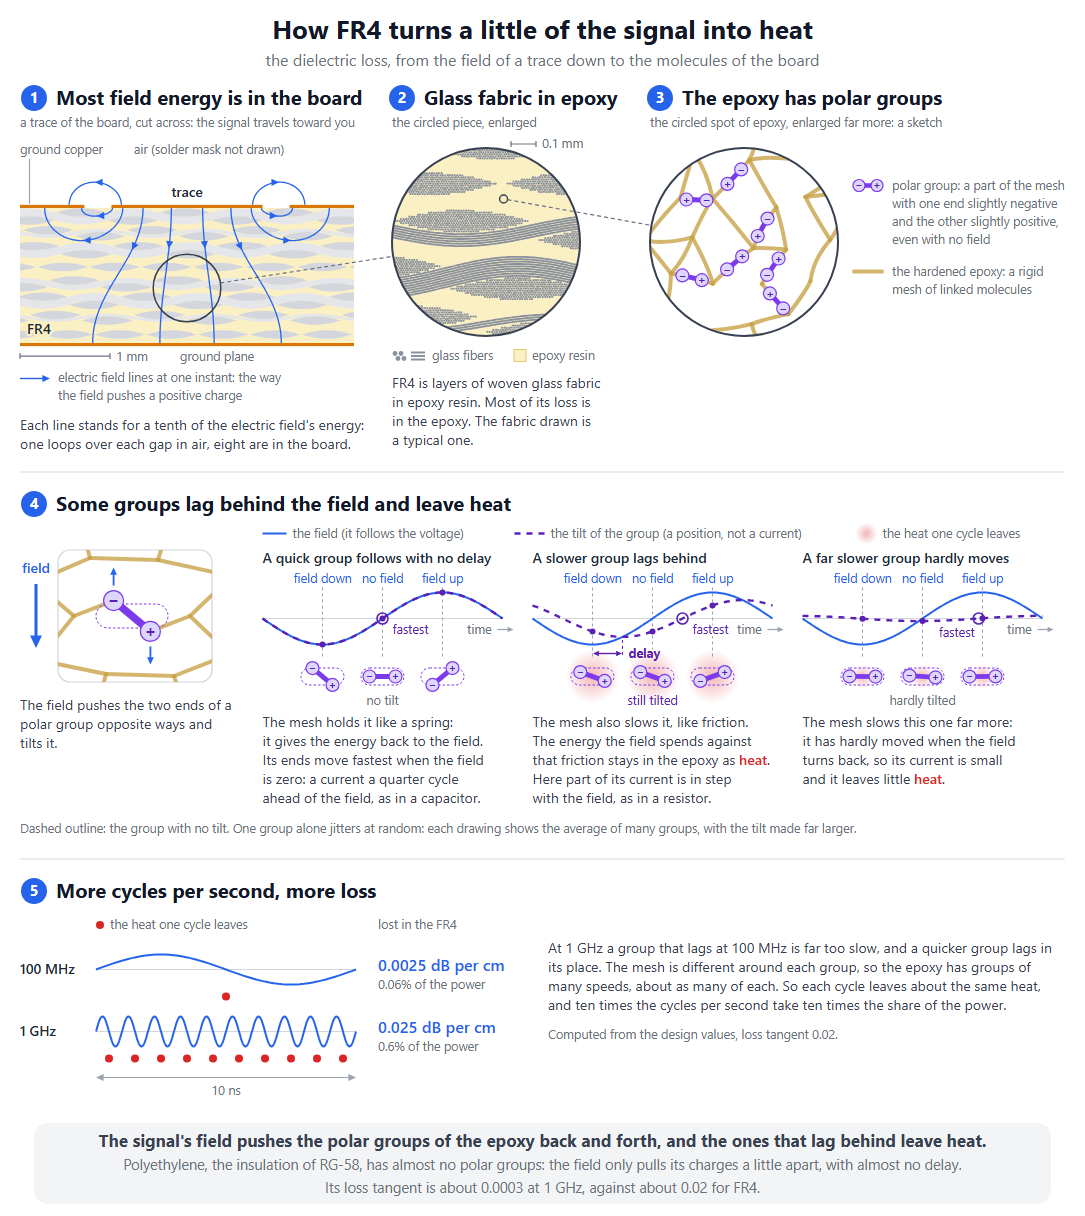 How FR4 turns a little of the signal into heat
the dielectric loss, from the field of a trace down to the molecules of the board
1 Most field energy is in the board
a trace of the board, cut across: the signal travels toward you
ground copper
air (solder mask not drawn)
trace
FR4
1 mm
ground plane
electric field lines at one instant: the way
the field pushes a positive charge
Each line stands for a tenth of the electric field's energy:
one loops over each gap in air, eight are in the board.
2 Glass fabric in epoxy
the circled piece, enlarged
0.1 mm
glass fibers
epoxy resin
FR4 is layers of woven glass fabric
in epoxy resin. Most of its loss is
in the epoxy. The fabric drawn is
a typical one.
3 The epoxy has polar groups
the circled spot of epoxy, enlarged far more: a sketch
polar group: a part of the mesh
with one end slightly negative
and the other slightly positive,
even with no field
the hardened epoxy: a rigid
mesh of linked molecules
4 Some groups lag behind the field and leave heat
the field (it follows the voltage)
the tilt of the group (a position, not a current)
the heat one cycle leaves
field
The field pushes the two ends of a
polar group opposite ways and
tilts it.
A quick group follows with no delay
field down no field field up
fastest
time
no tilt
The mesh holds it like a spring:
it gives the energy back to the field.
Its ends move fastest when the field
is zero: a current a quarter cycle
ahead of the field, as in a capacitor.
A slower group lags behind
field down no field field up
fastest
time
delay
still tilted
The mesh also slows it, like friction.
The energy the field spends against
that friction stays in the epoxy as heat.
Here part of its current is in step
with the field, as in a resistor.
A far slower group hardly moves
field down no field field up
fastest
time
hardly tilted
The mesh slows this one far more:
it has hardly moved when the field
turns back, so its current is small
and it leaves little heat.
Dashed outline: the group with no tilt. One group alone jitters at random: each drawing shows the average of many groups, with the tilt made far larger.
5 More cycles per second, more loss
the heat one cycle leaves
lost in the FR4
100 MHz
0.0025 dB per cm
0.06% of the power
1 GHz
0.025 dB per cm
0.6% of the power
10 ns
At 1 GHz a group that lags at 100 MHz is far too slow, and a quicker group lags in
its place. The mesh is different around each group, so the epoxy has groups of
many speeds, about as many of each. So each cycle leaves about the same heat,
and ten times the cycles per second take ten times the share of the power.
Computed from the design values, loss tangent 0.02.
The signal's field pushes the polar groups of the epoxy back and forth, and the ones that lag behind leave heat.
Polyethylene, the insulation of RG-58, has almost no polar groups: the field only pulls its charges a little apart, with almost no delay.
Its loss tangent is about 0.0003 at 1 GHz, against about 0.02 for FR4.